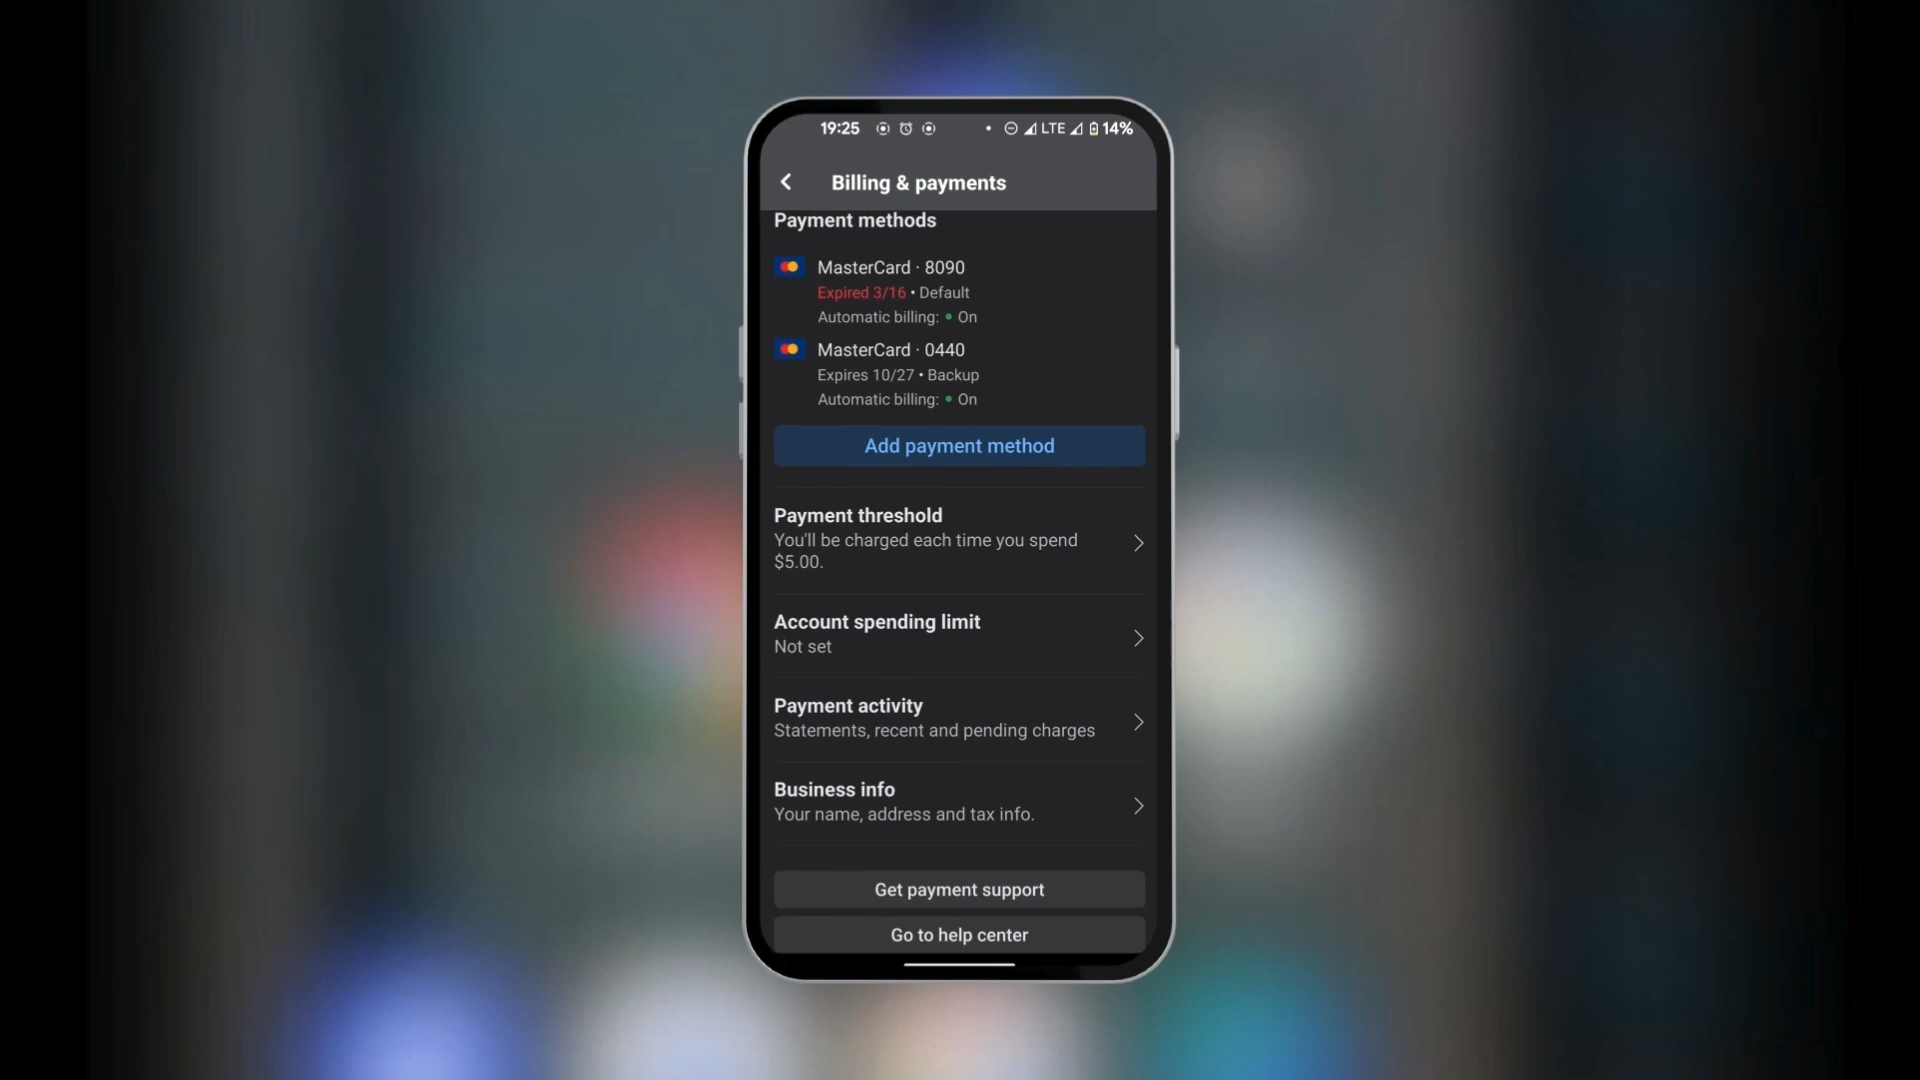 19:25 LTE 14%
Billing & payments
Payment methods
MasterCard · 8090
Expired 3/16 • Default
Automatic billing: • On
MasterCard · 0440
Expires 10/27 • Backup
Automatic billing: • On
Add payment method
Payment threshold
You'll be charged each time you spend
$5.00.
Account spending limit
Not set
Payment activity
Statements, recent and pending charges
Business info
Your name, address and tax info.
Get payment support
Go to help center